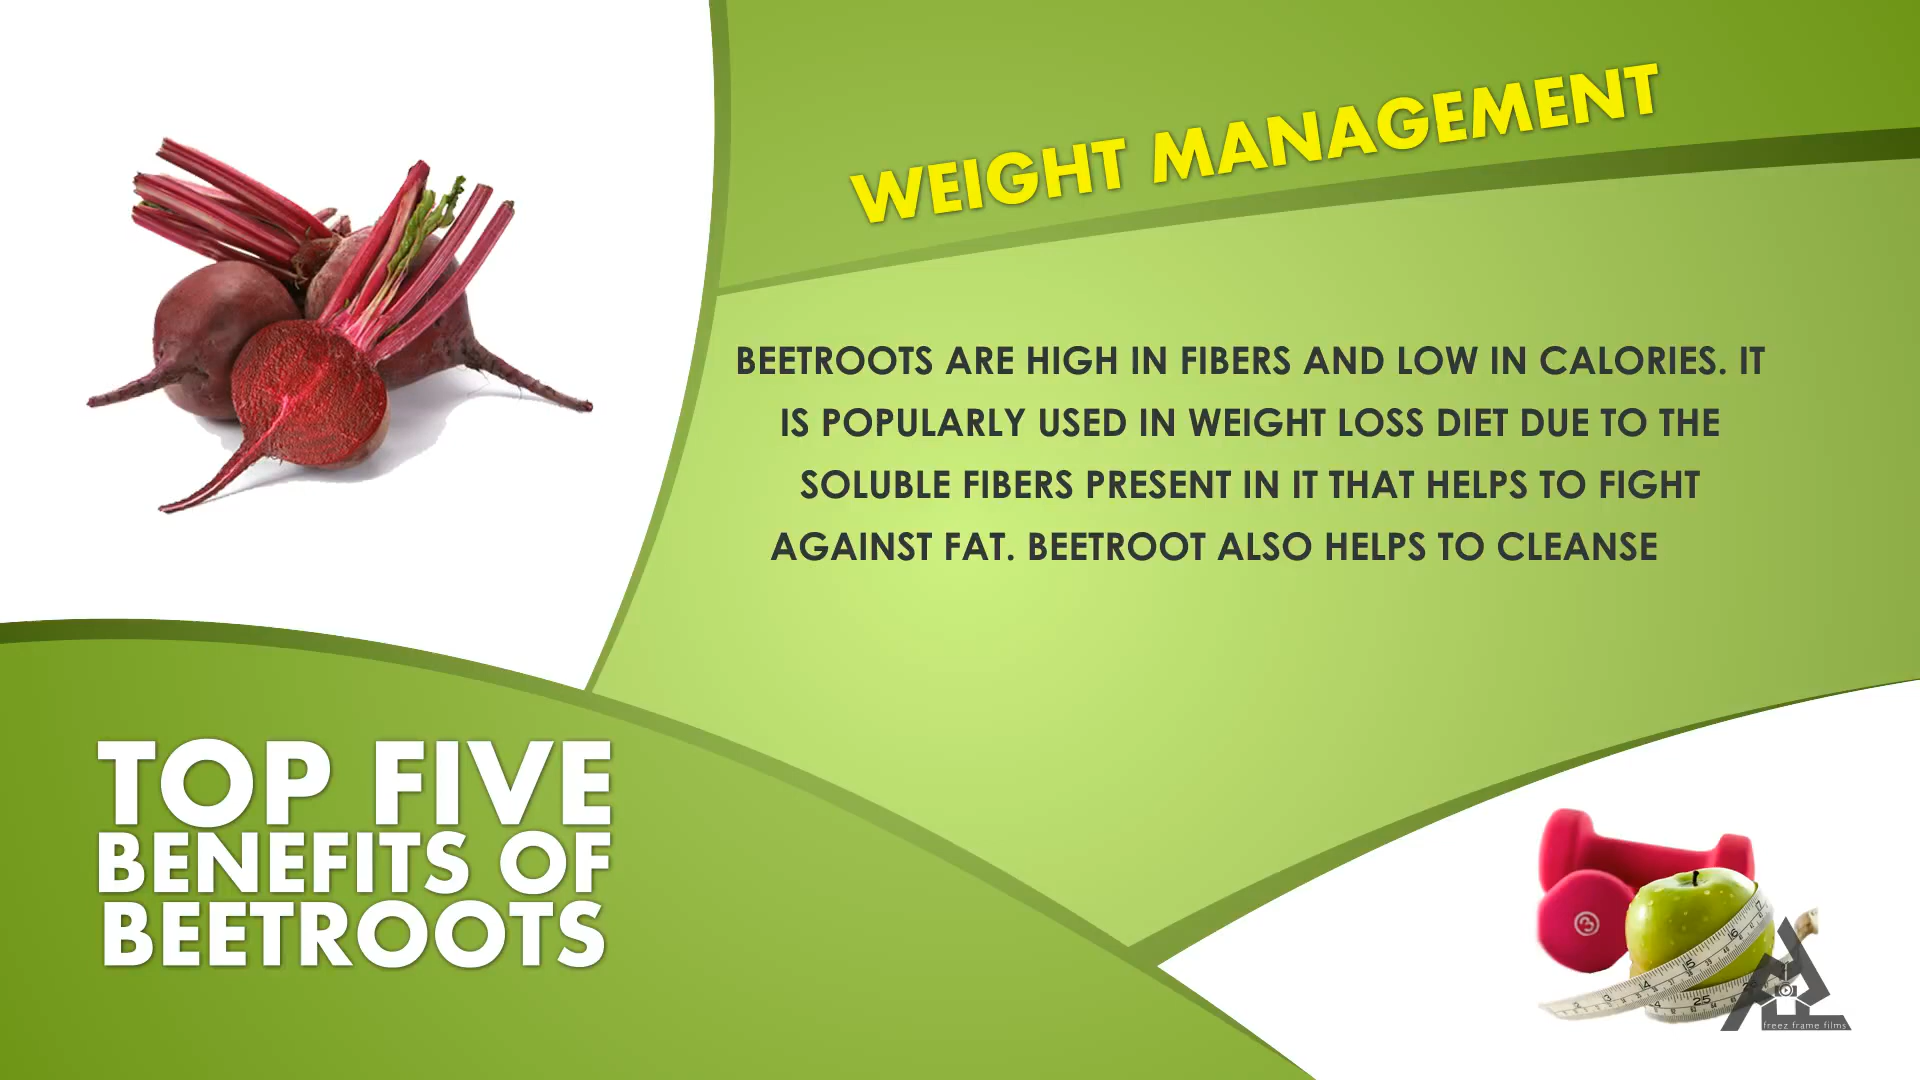 WEIGHT MANAGEMENT
BEETROOTS ARE HIGH IN FIBERS AND LOW IN CALORIES. IT
IS POPULARLY USED IN WEIGHT LOSS DIET DUE TO THE
SOLUBLE FIBERS PRESENT IN IT THAT HELPS TO FIGHT
AGAINST FAT. BEETROOT ALSO HELPS TO CLEANSE
TOP FIVE
BENEFITS OF
BEETROOTS
3
freez frame films